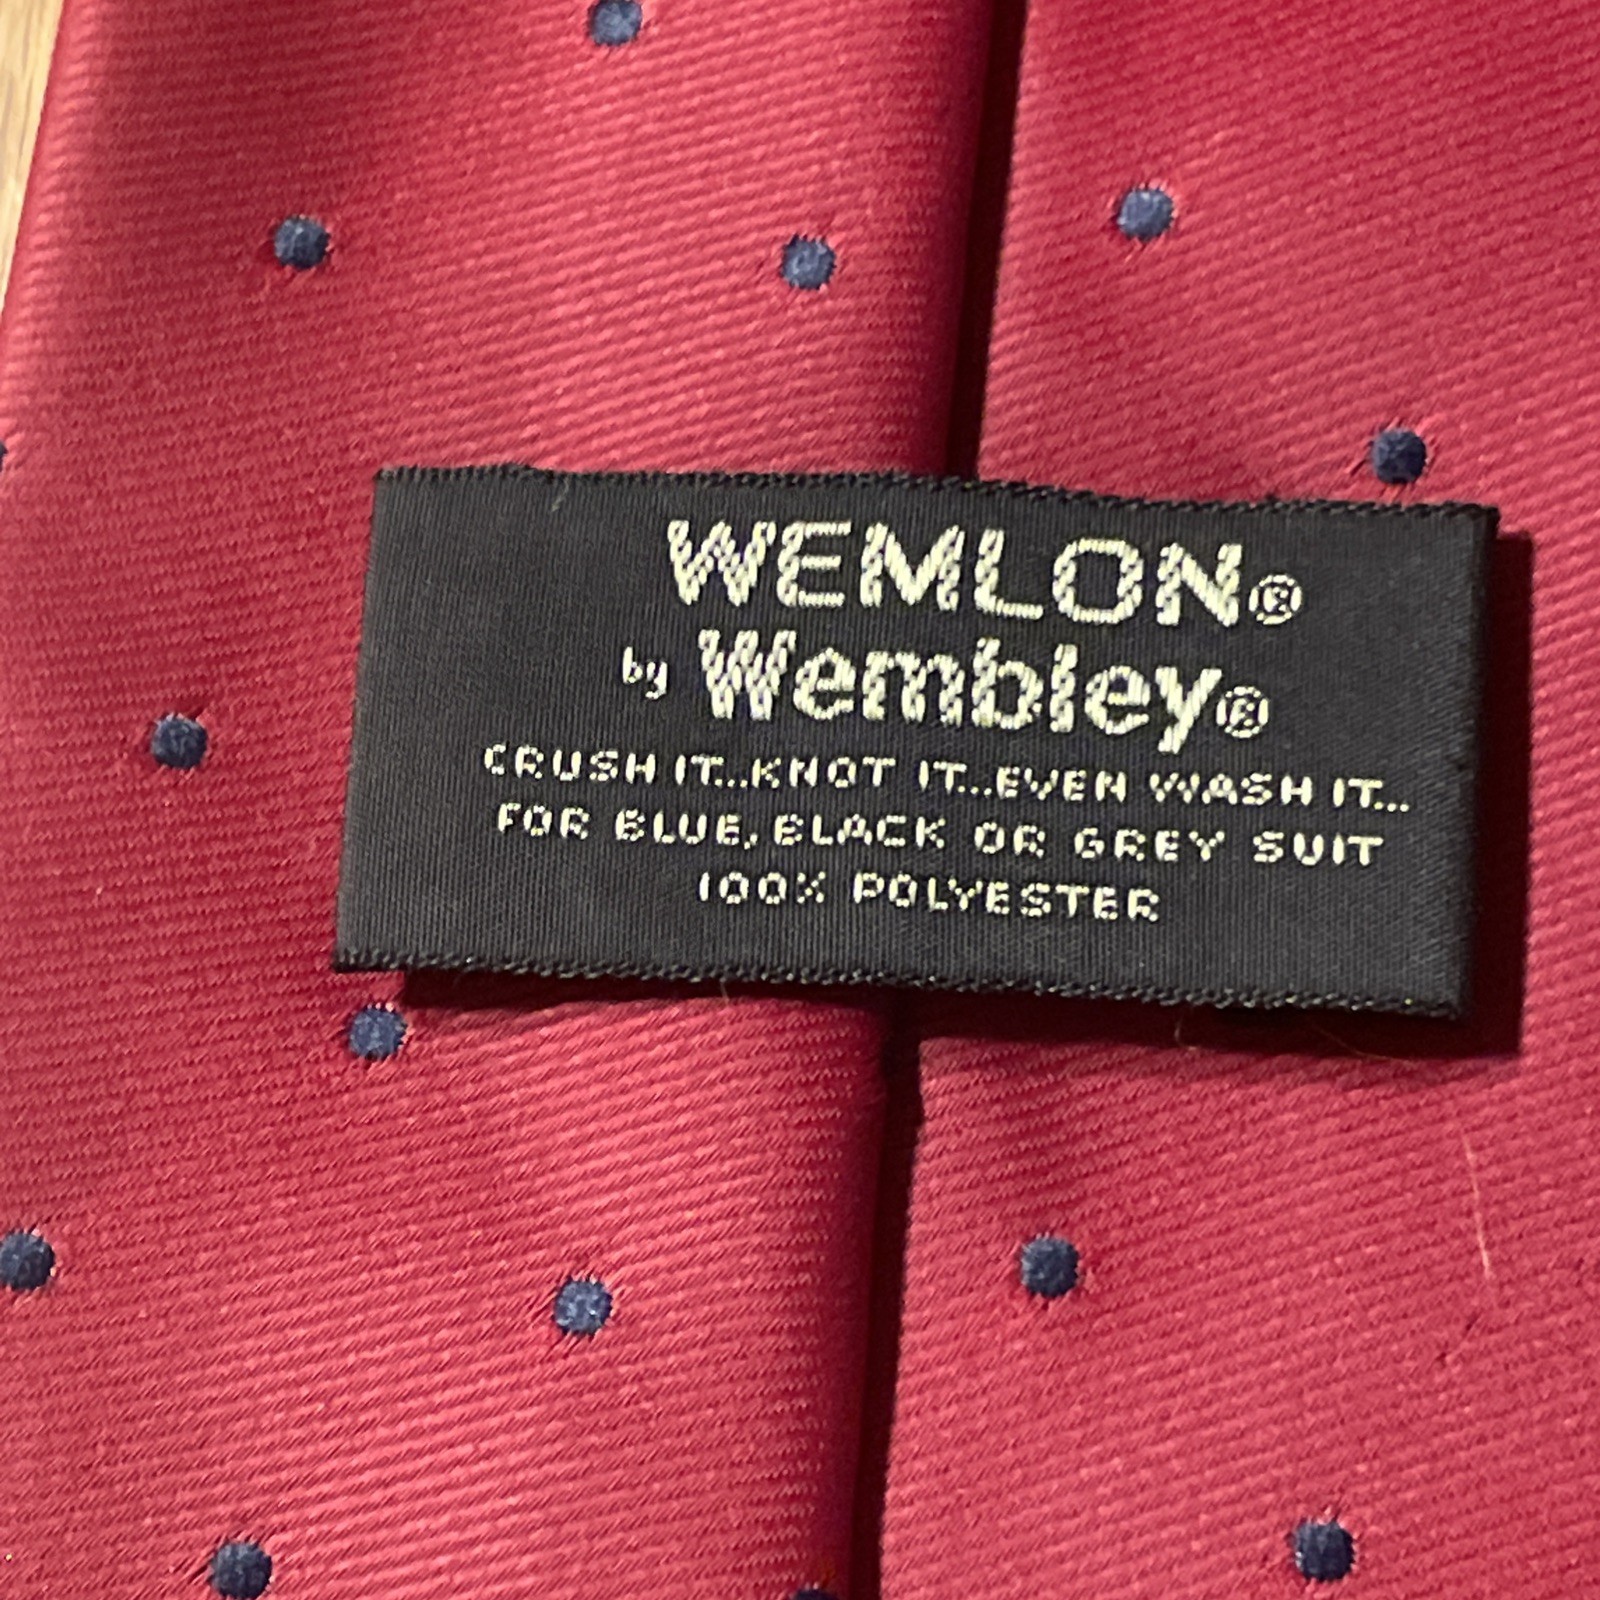 WEMLON®
by Wembley®
CRUSH IT...KNOT IT...EVEN WASH IT...
FOR BLUE, BLACK OR GREY SUIT
100% POLYESTER